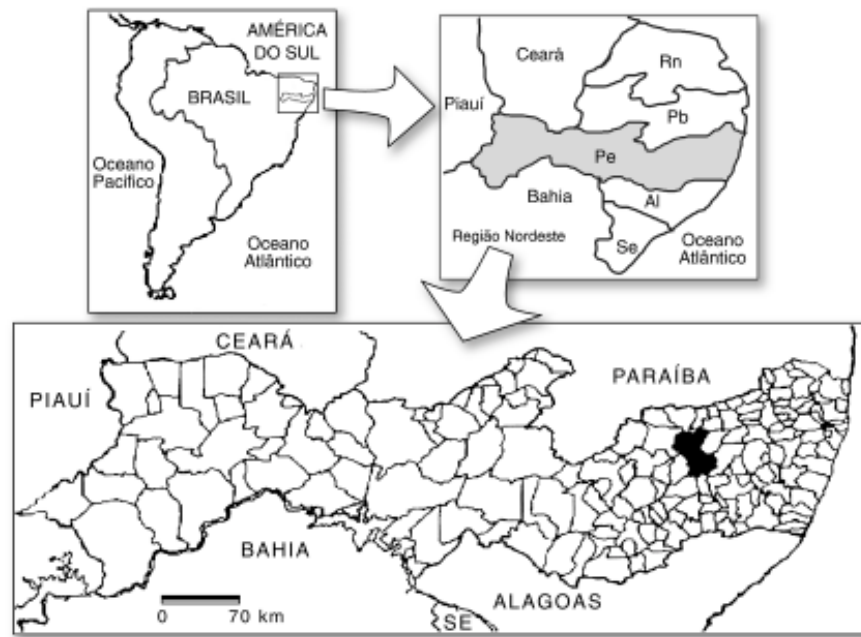 AMÉRICA
DO SUL
BRASIL
Oceano
Pacífico
Oceano
Atlântico
Ceará
Rn
Piauí
Pb
Pe
Bahia
Al
Região Nordeste
Se
Oceano
Atlântico
CEARÁ
PIAUÍ
PARAÍBA
BAHIA
ALAGOAS
SE
0 70 km